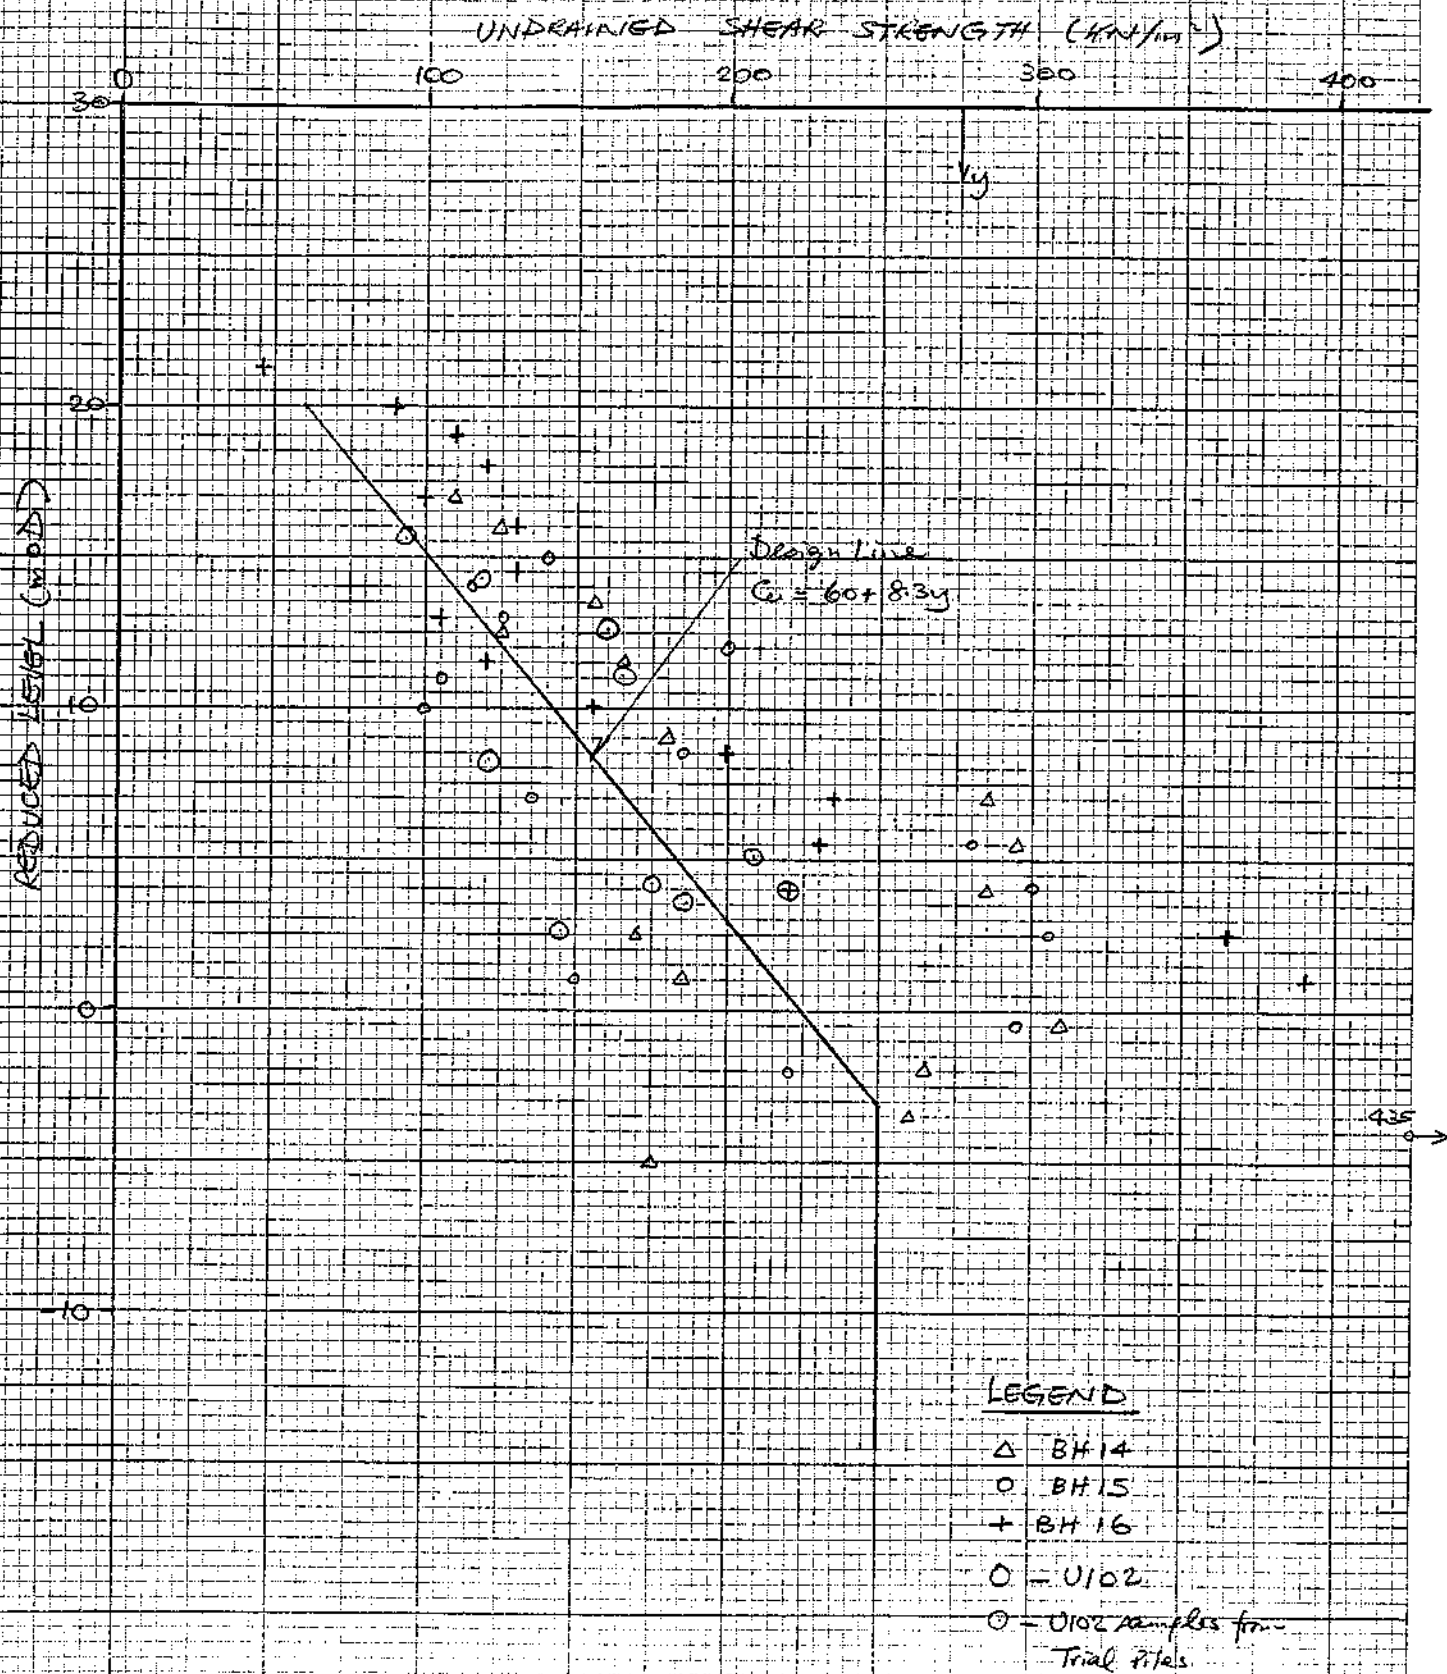 UNDRAINED SHEAR STRENGTH (KN/m²)
0 100 200 300 400
30
y
20
REDUCED LEVEL (mOD)
Design Line
Cu = 60 + 8.3y
10
0
435
-10
LEGEND
△ BH 14
○ BH 15
+ BH 16
○ - U102
⊙ - U102 samples from
Trial Piles